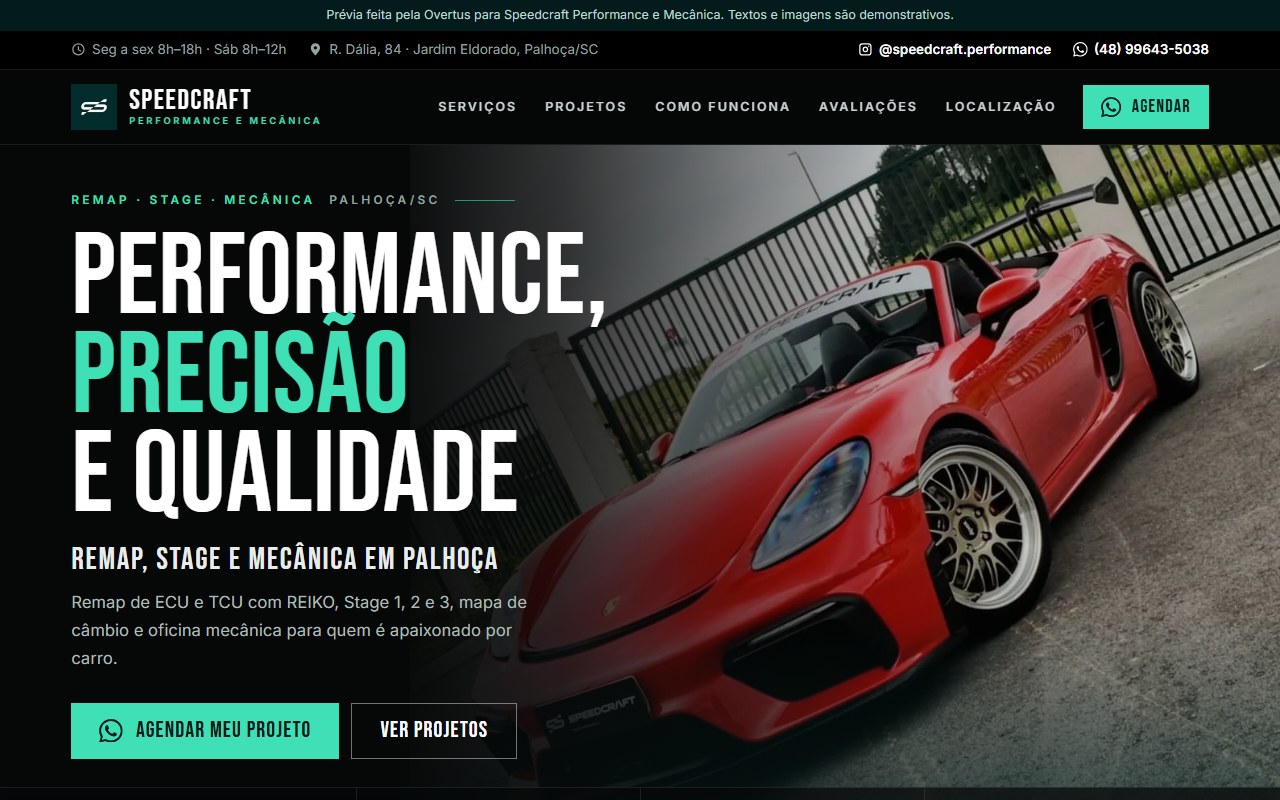 Prévia feita pela Overtus para Speedcraft Performance e Mecânica. Textos e imagens são demonstrativos.
Seg a sex 8h–18h · Sáb 8h–12h
R. Dália, 84 · Jardim Eldorado, Palhoça/SC
@speedcraft.performance
(48) 99643-5038
SPEEDCRAFT
PERFORMANCE E MECÂNICA
SERVIÇOS
PROJETOS
COMO FUNCIONA
AVALIAÇÕES
LOCALIZAÇÃO
AGENDAR
REMAP · STAGE · MECÂNICA PALHOÇA/SC
PERFORMANCE,
PRECISÃO
E QUALIDADE
REMAP, STAGE E MECÂNICA EM PALHOÇA
Remap de ECU e TCU com REIKO, Stage 1, 2 e 3, mapa de
câmbio e oficina mecânica para quem é apaixonado por
carro.
AGENDAR MEU PROJETO
VER PROJETOS
SPEEDCRAFT
SPEEDCRAFT